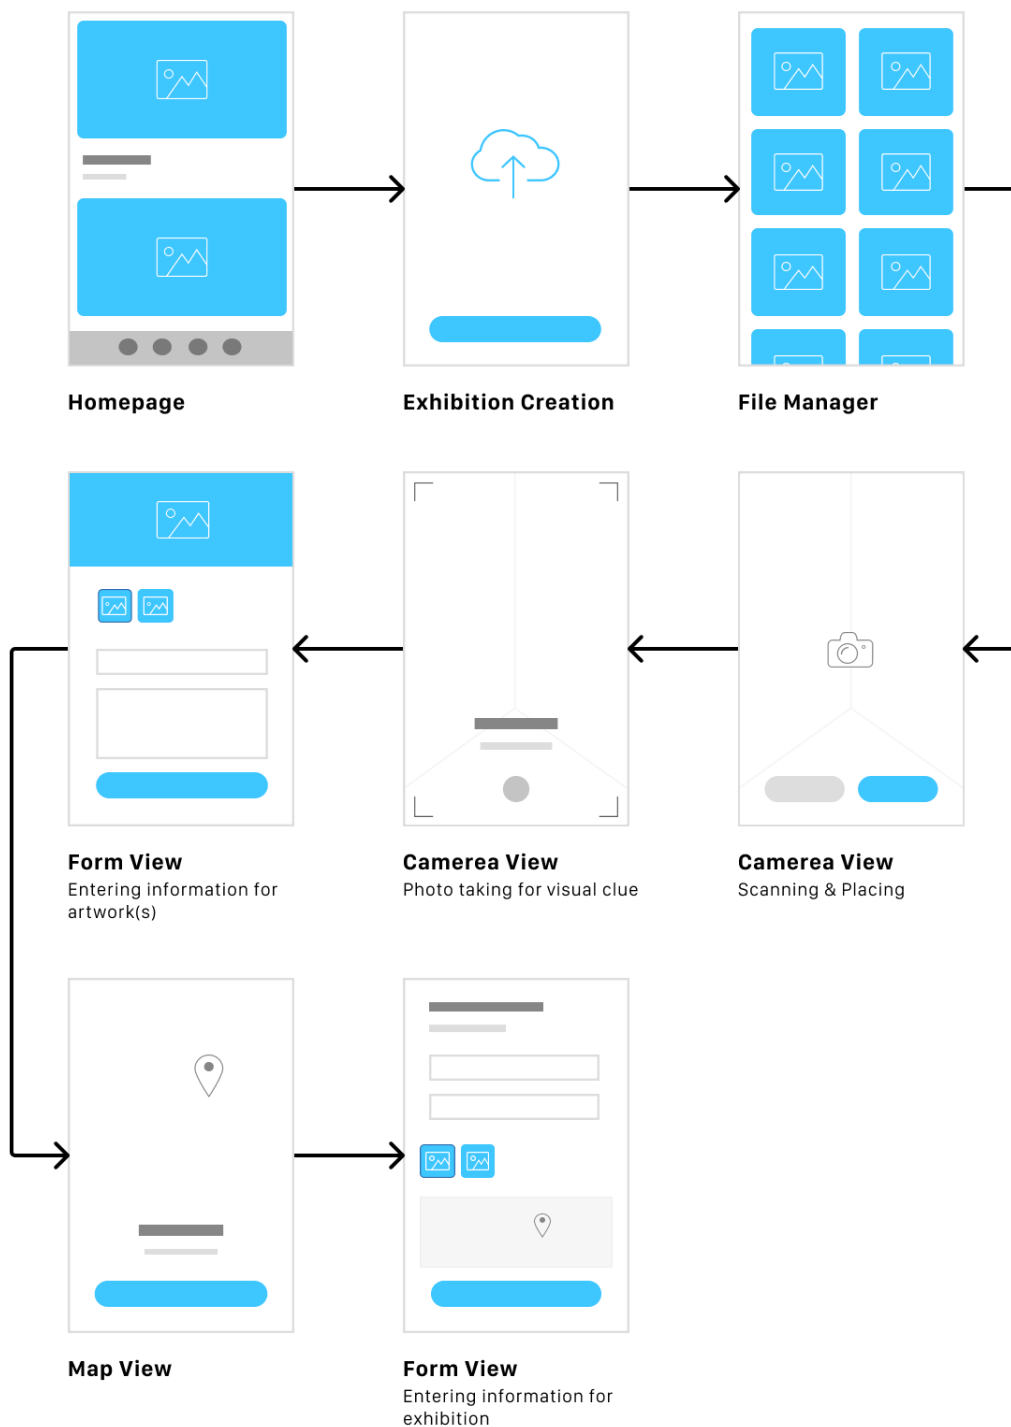 Homepage
Exhibition Creation
File Manager
Form View
Entering information for
artwork(s)
Camerea View
Photo taking for visual clue
Camerea View
Scanning & Placing
Map View
Form View
Entering information for
exhibition